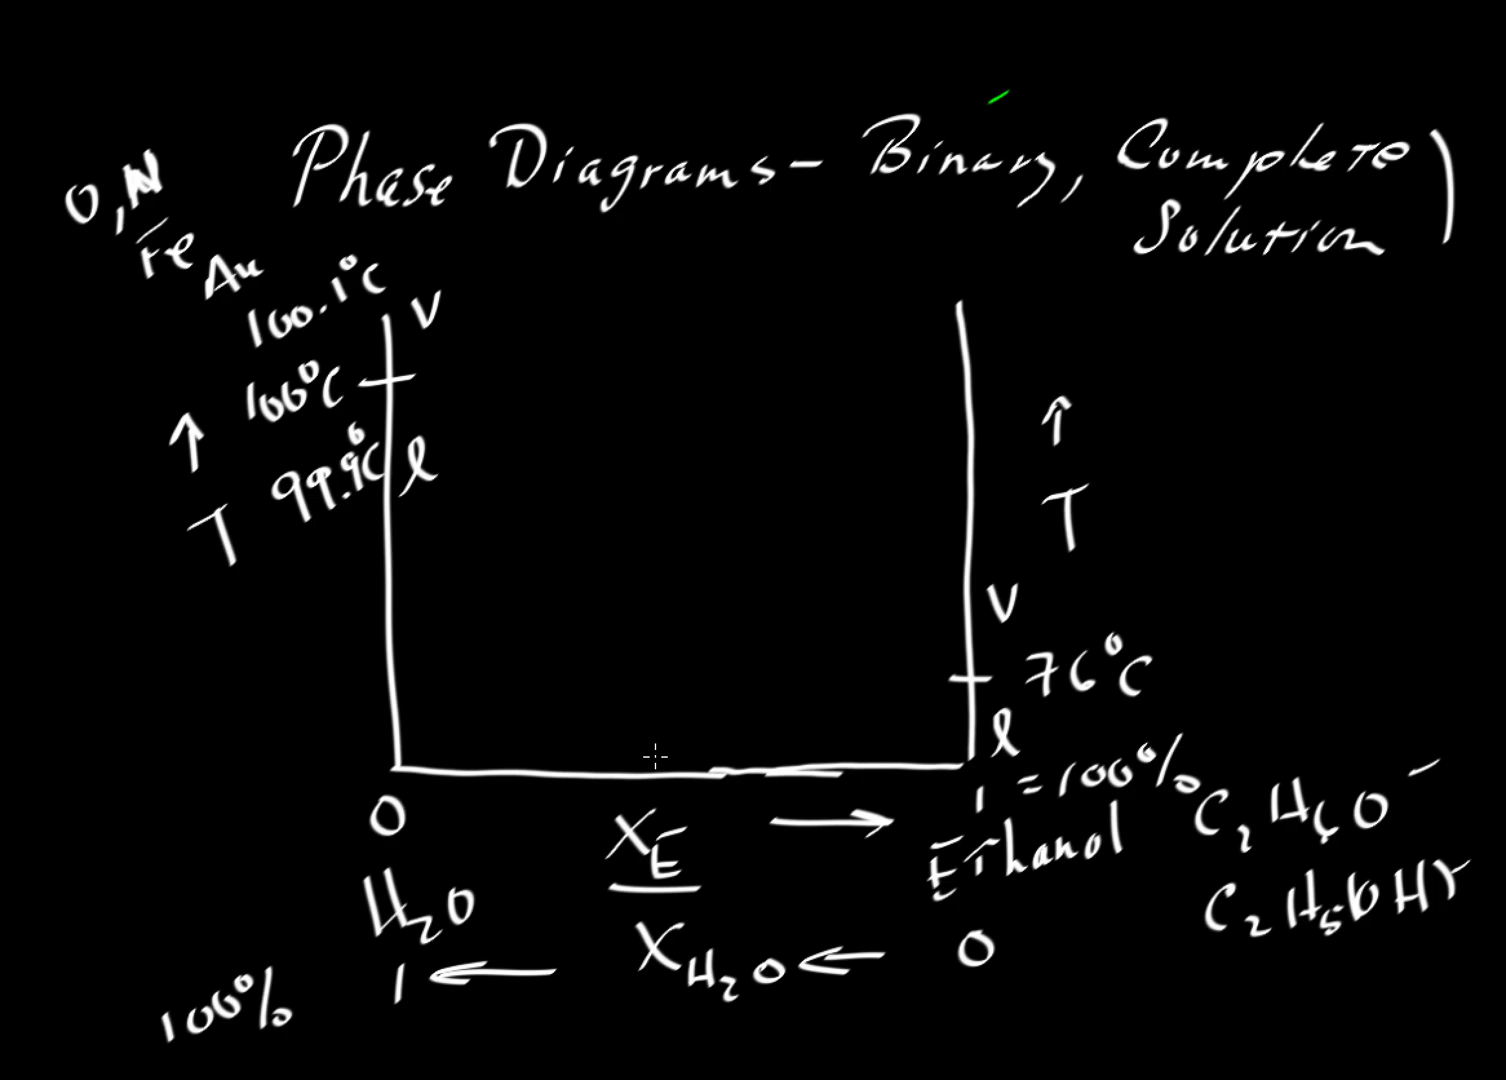 Phase Diagrams - Binary, Complete
Solution
O, N
Fe
Au
100.1°C
V
100°C
99.9°C
l
↑
T
↑
T
V
76°C
l
0
X_E →
1 = 100%
Ethanol
C₂H₆O
C₂H₅OH
H₂O
X_H₂O ←
0
100%
1 ←